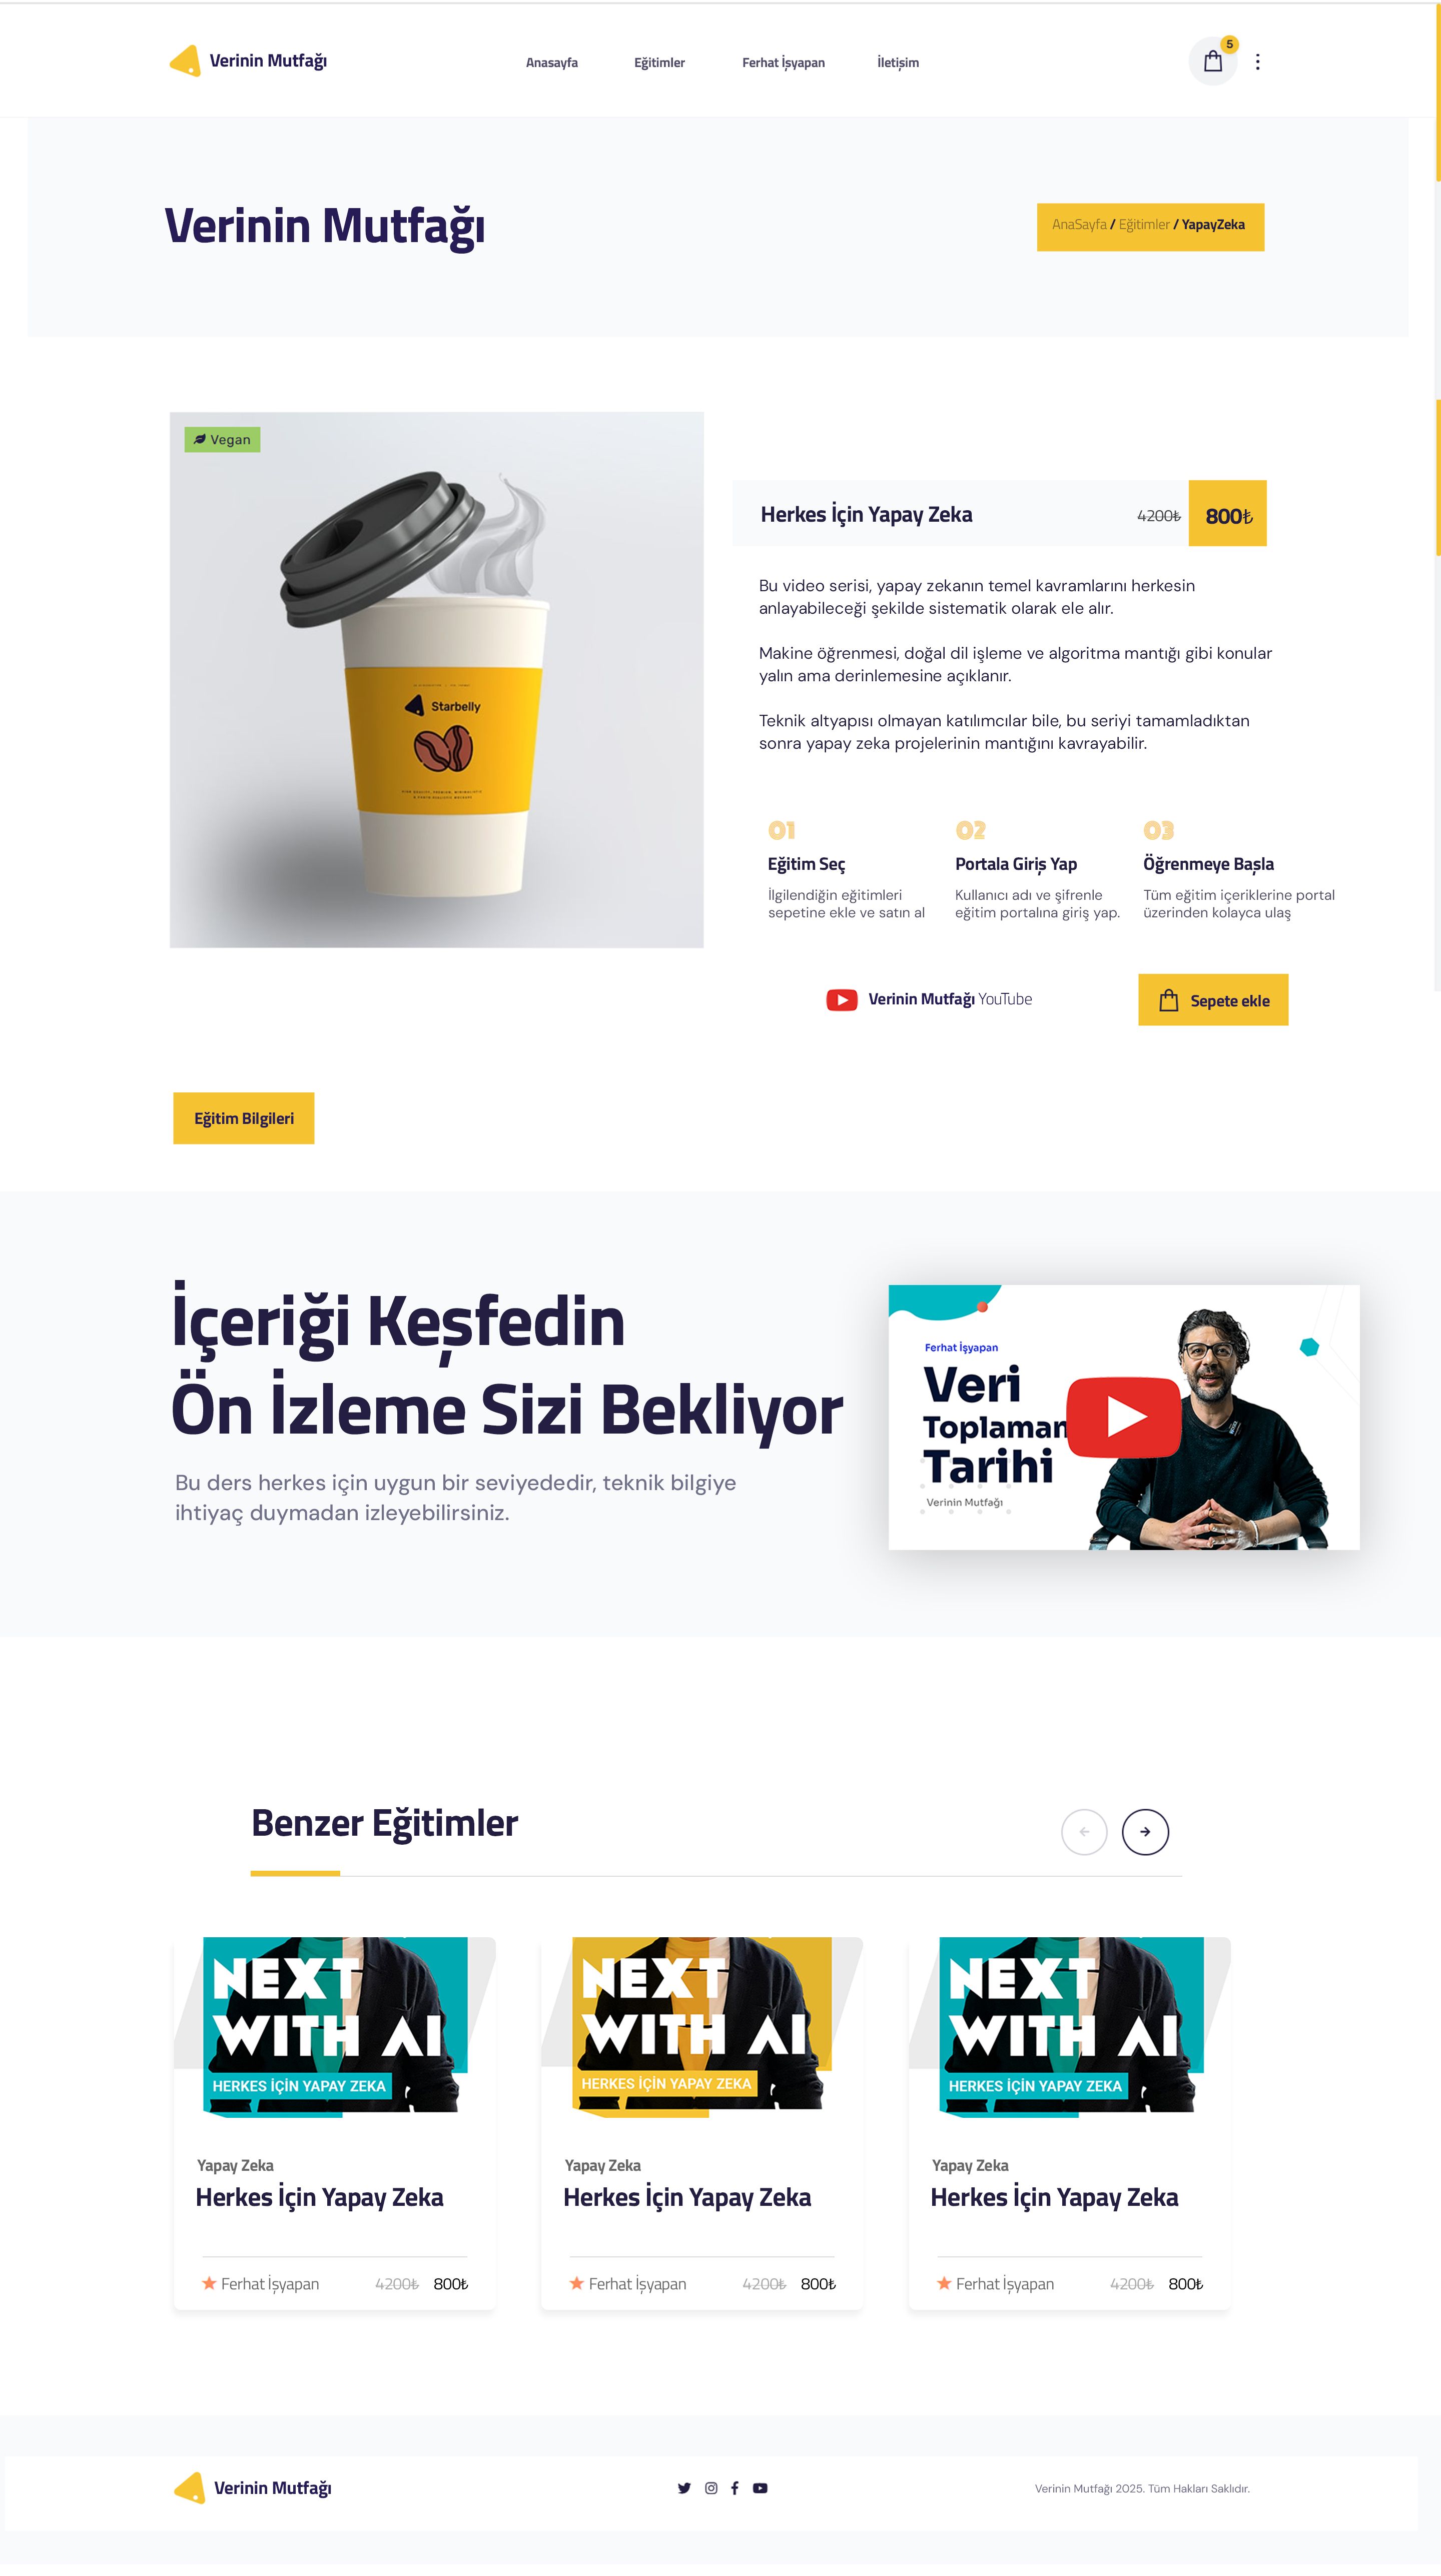 Verinin Mutfağı
Anasayfa
Eğitimler
Ferhat İşyapan
İletişim
5
Verinin Mutfağı
AnaSayfa / Eğitimler / YapayZeka
Vegan
Starbelly
Herkes İçin Yapay Zeka
4200₺
800₺
Bu video serisi, yapay zekanın temel kavramlarını herkesin
anlayabileceği şekilde sistematik olarak ele alır.
Makine öğrenmesi, doğal dil işleme ve algoritma mantığı gibi konular
yalın ama derinlemesine açıklanır.
Teknik altyapısı olmayan katılımcılar bile, bu seriyi tamamladıktan
sonra yapay zeka projelerinin mantığını kavrayabilir.
01
Eğitim Seç
İlgilendiğin eğitimleri
sepetine ekle ve satın al
02
Portala Giriş Yap
Kullanıcı adı ve şifrenle
eğitim portalına giriş yap.
03
Öğrenmeye Başla
Tüm eğitim içeriklerine portal
üzerinden kolayca ulaş
Verinin Mutfağı YouTube
Sepete ekle
Eğitim Bilgileri
İçeriği Keşfedin
Ön İzleme Sizi Bekliyor
Bu ders herkes için uygun bir seviyededir, teknik bilgiye
ihtiyaç duymadan izleyebilirsiniz.
Ferhat İşyapan
Veri
Toplaman
Tarihi
Verinin Mutfağı
Benzer Eğitimler
NEXT
WITH AI
HERKES İÇİN YAPAY ZEKA
Yapay Zeka
Herkes İçin Yapay Zeka
Ferhat İşyapan
4200₺
800₺
NEXT
WITH AI
HERKES İÇİN YAPAY ZEKA
Yapay Zeka
Herkes İçin Yapay Zeka
Ferhat İşyapan
4200₺
800₺
NEXT
WITH AI
HERKES İÇİN YAPAY ZEKA
Yapay Zeka
Herkes İçin Yapay Zeka
Ferhat İşyapan
4200₺
800₺
Verinin Mutfağı
Verinin Mutfağı 2025. Tüm Hakları Saklıdır.